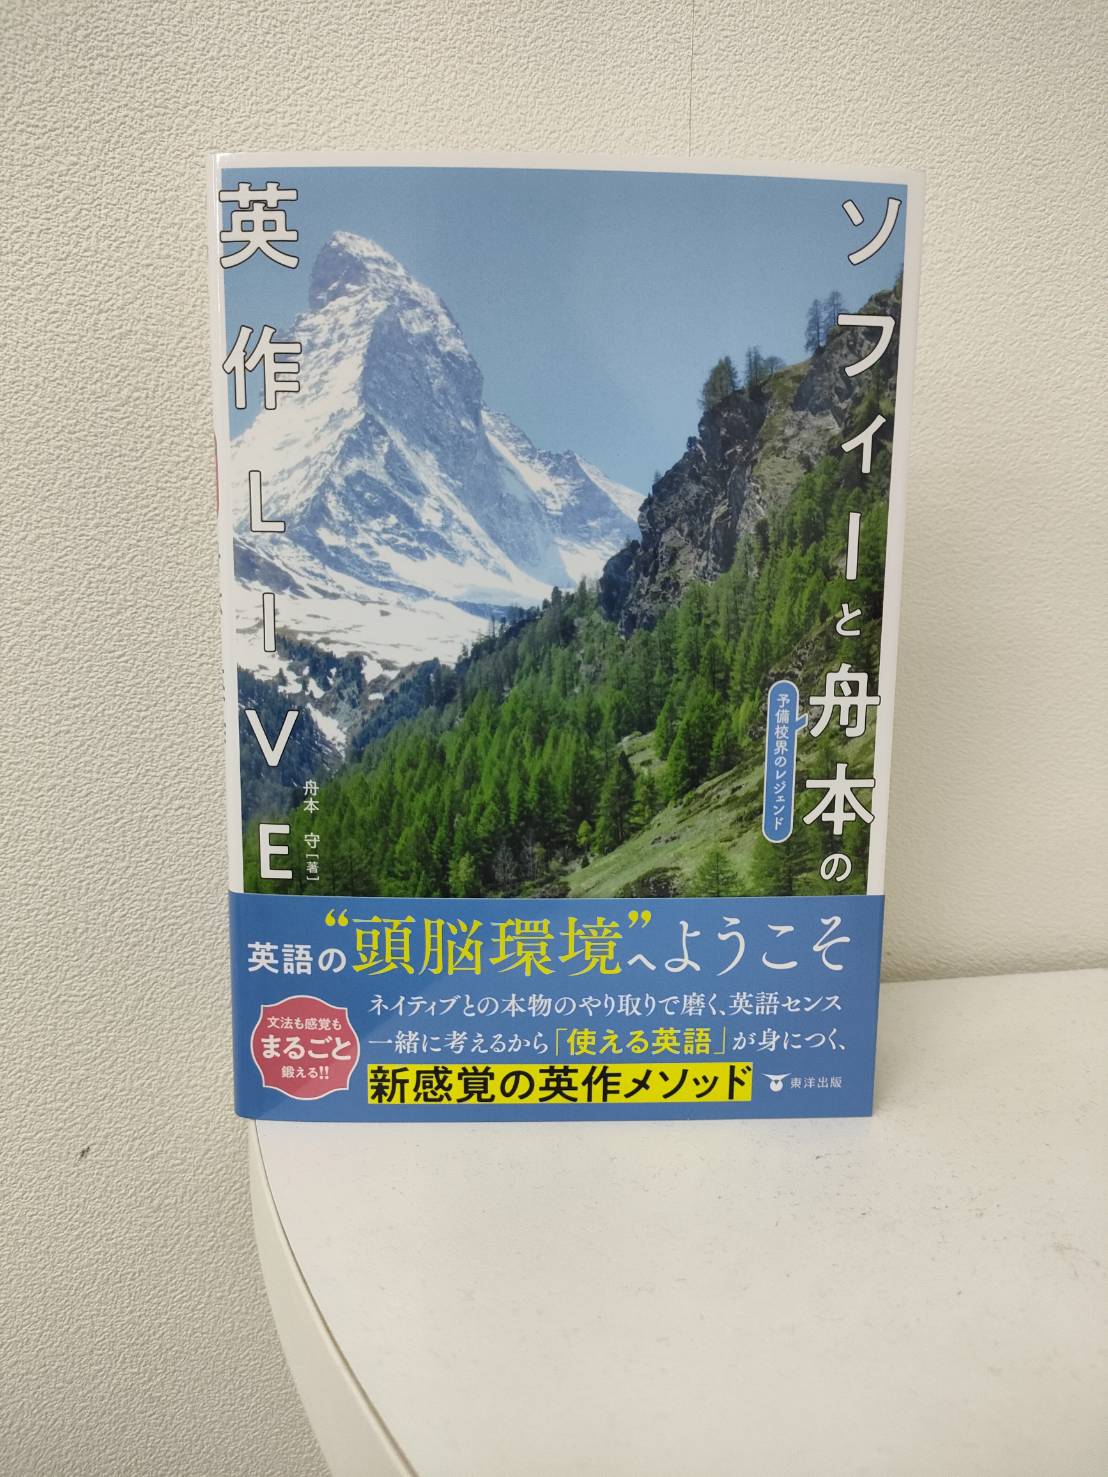 ソフィーと舟本の
予備校界のレジェンド
英作LIVE
舟本 守[著]
英語の“頭脳環境”へようこそ
文法も感覚も
まるごと
鍛える!!
ネイティブとの本物のやり取りで磨く、英語センス
一緒に考えるから「使える英語」が身につく、
新感覚の英作メソッド
東洋出版